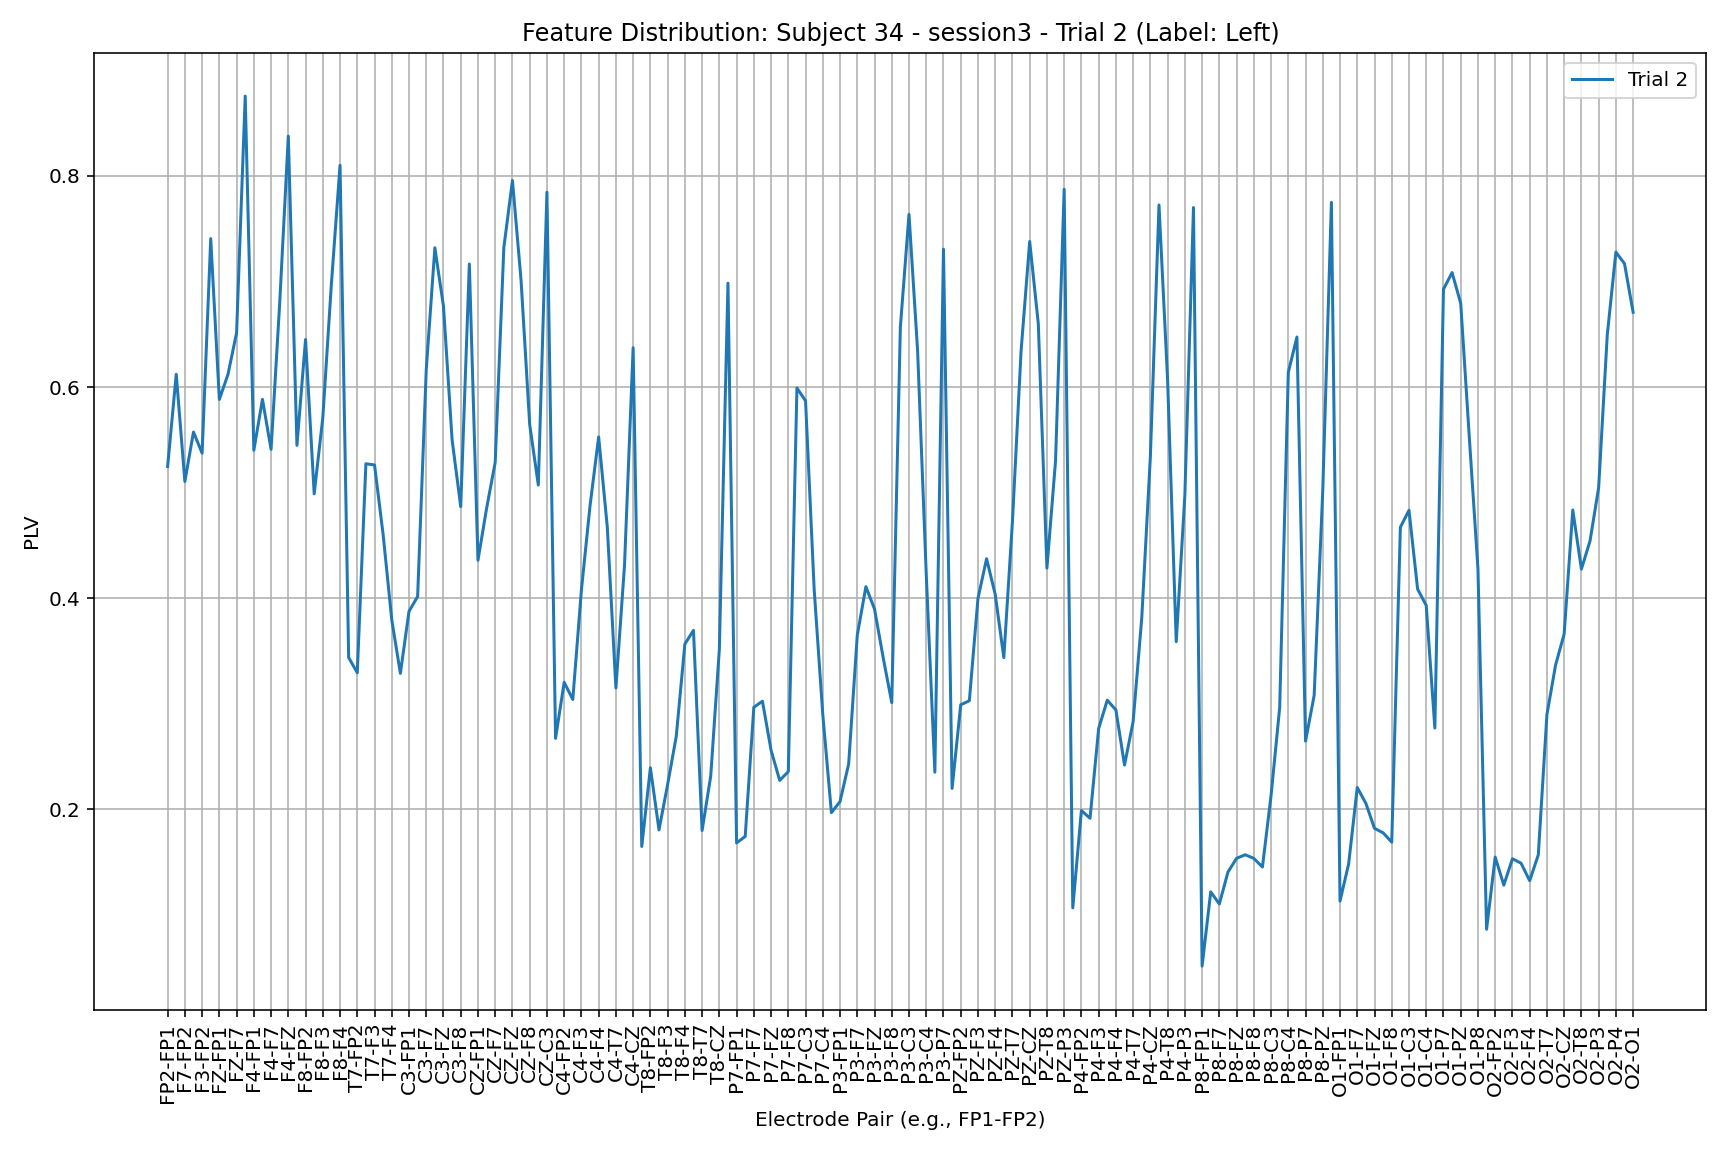 Feature Distribution: Subject 34 - session3 - Trial 2 (Label: Left)
Trial 2
PLV
0.8
0.6
0.4
0.2
FP2-FP1
F7-FP2
F3-FP2
FZ-FP1
FZ-F7
F4-FP1
F4-F7
F4-FZ
F8-FP2
F8-F3
F8-F4
T7-FP2
T7-F3
T7-F4
C3-FP1
C3-F7
C3-FZ
C3-F8
CZ-FP1
CZ-F7
CZ-FZ
CZ-F8
CZ-C3
C4-FP2
C4-F3
C4-F4
C4-T7
C4-CZ
T8-FP2
T8-F3
T8-F4
T8-T7
T8-CZ
P7-FP1
P7-F7
P7-FZ
P7-F8
P7-C3
P7-C4
P3-FP1
P3-F7
P3-FZ
P3-F8
P3-C3
P3-C4
P3-P7
PZ-FP2
PZ-F3
PZ-F4
PZ-T7
PZ-CZ
PZ-T8
PZ-P3
P4-FP2
P4-F3
P4-F4
P4-T7
P4-CZ
P4-T8
P4-P3
P8-FP1
P8-F7
P8-FZ
P8-F8
P8-C3
P8-C4
P8-P7
P8-PZ
O1-FP1
O1-F7
O1-FZ
O1-F8
O1-C3
O1-C4
O1-P7
O1-PZ
O1-P8
O2-FP2
O2-F3
O2-F4
O2-T7
O2-CZ
O2-T8
O2-P3
O2-P4
O2-O1
Electrode Pair (e.g., FP1-FP2)